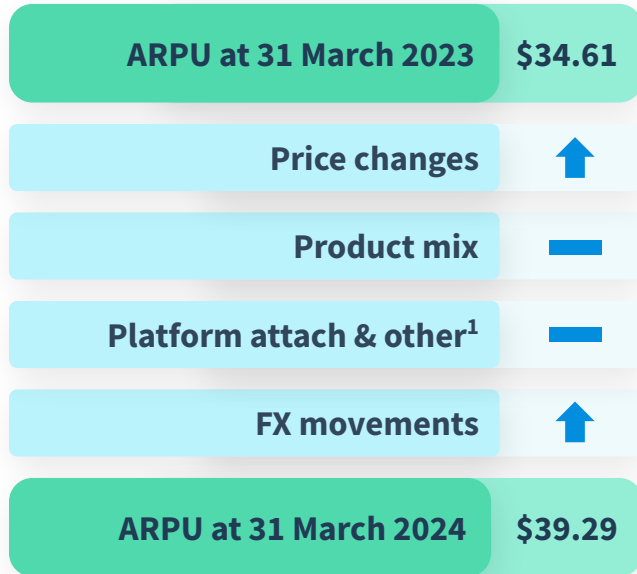 ARPU at 31 March 2023 $34.61
Price changes
Product mix
Platform attach & other¹
FX movements
ARPU at 31 March 2024 $39.29